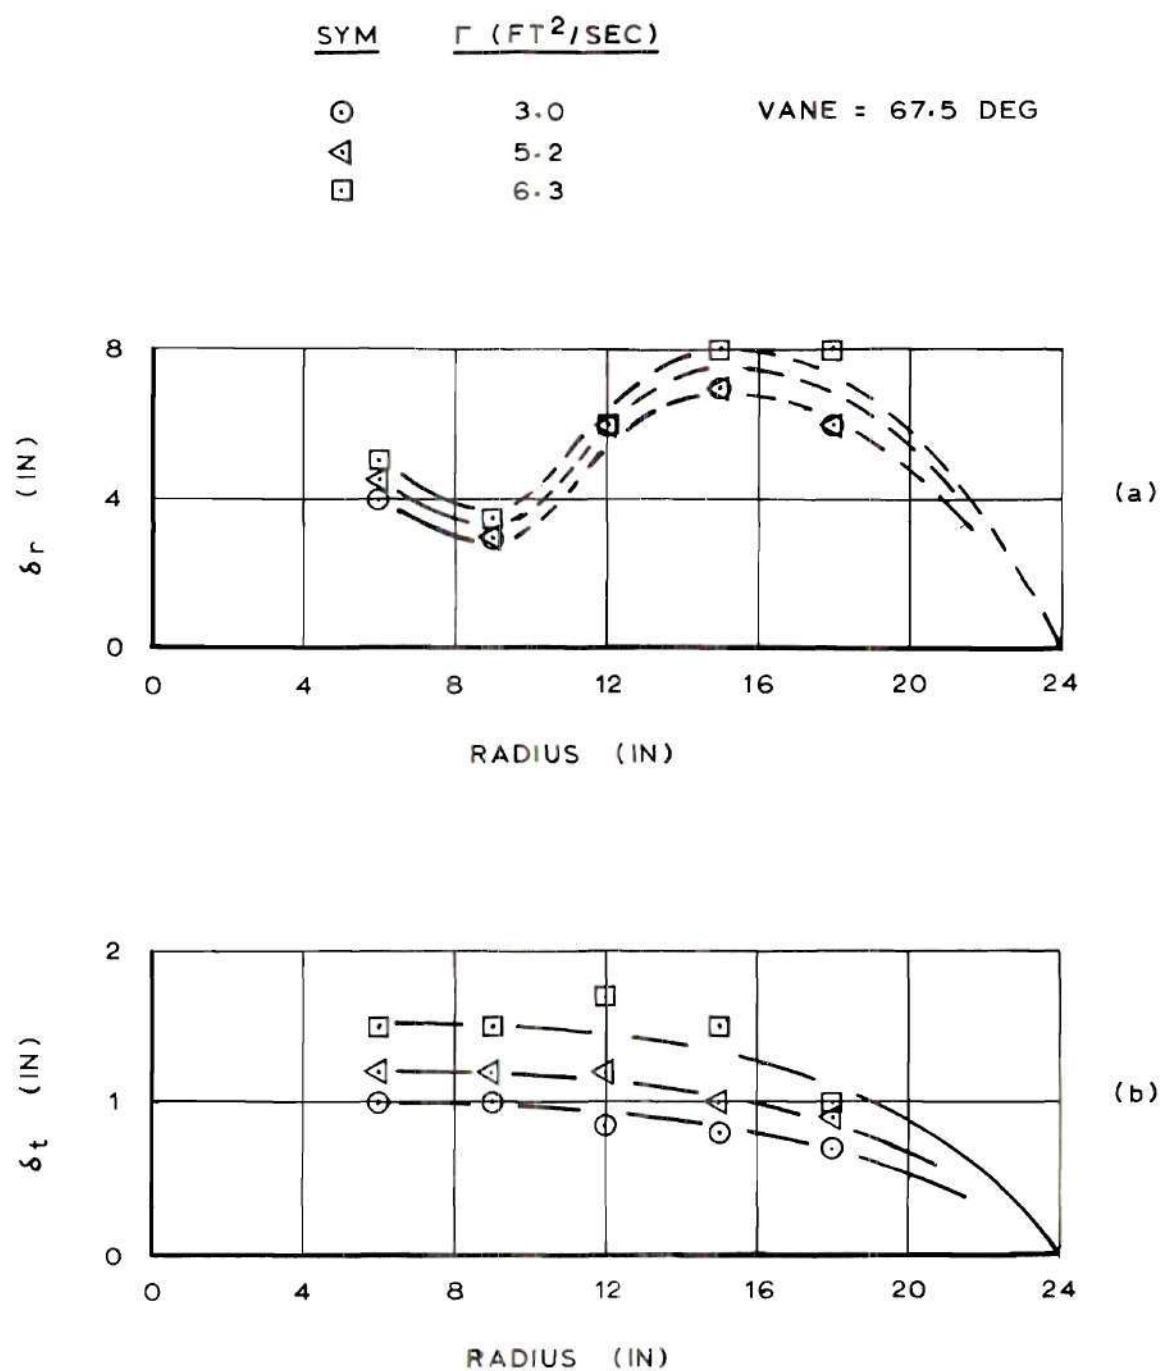 SYM Γ (FT²/SEC)
3.0 VANE = 67.5 DEG
5.2
6.3
8
4
0
δr (IN)
(a)
0 4 8 12 16 20 24
RADIUS (IN)
2
1
0
δt (IN)
(b)
0 4 8 12 16 20 24
RADIUS (IN)